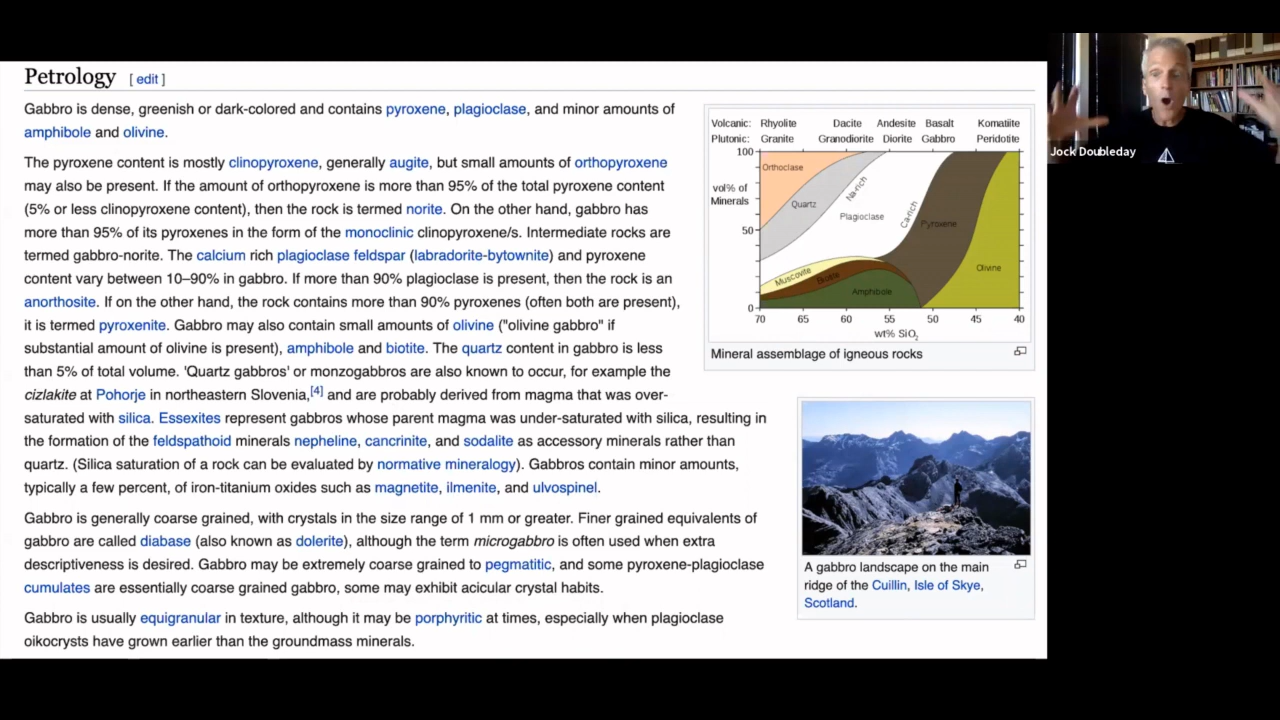 Petrology [ edit ]
Gabbro is dense, greenish or dark-colored and contains pyroxene, plagioclase, and minor amounts of
amphibole and olivine.
The pyroxene content is mostly clinopyroxene, generally augite, but small amounts of orthopyroxene
may also be present. If the amount of orthopyroxene is more than 95% of the total pyroxene content
(5% or less clinopyroxene content), then the rock is termed norite. On the other hand, gabbro has
more than 95% of its pyroxenes in the form of the monoclinic clinopyroxene/s. Intermediate rocks are
termed gabbro-norite. The calcium rich plagioclase feldspar (labradorite-bytownite) and pyroxene
content vary between 10–90% in gabbro. If more than 90% plagioclase is present, then the rock is an
anorthosite. If on the other hand, the rock contains more than 90% pyroxenes (often both are present),
it is termed pyroxenite. Gabbro may also contain small amounts of olivine ("olivine gabbro" if
substantial amount of olivine is present), amphibole and biotite. The quartz content in gabbro is less
than 5% of total volume. 'Quartz gabbros' or monzogabbros are also known to occur, for example the
cizlakite at Pohorje in northeastern Slovenia,[4] and are probably derived from magma that was over-
saturated with silica. Essexites represent gabbros whose parent magma was under-saturated with silica, resulting in
the formation of the feldspathoid minerals nepheline, cancrinite, and sodalite as accessory minerals rather than
quartz. (Silica saturation of a rock can be evaluated by normative mineralogy). Gabbros contain minor amounts,
typically a few percent, of iron-titanium oxides such as magnetite, ilmenite, and ulvospinel.
Gabbro is generally coarse grained, with crystals in the size range of 1 mm or greater. Finer grained equivalents of
gabbro are called diabase (also known as dolerite), although the term microgabbro is often used when extra
descriptiveness is desired. Gabbro may be extremely coarse grained to pegmatitic, and some pyroxene-plagioclase
cumulates are essentially coarse grained gabbro, some may exhibit acicular crystal habits.
Gabbro is usually equigranular in texture, although it may be porphyritic at times, especially when plagioclase
oikocrysts have grown earlier than the groundmass minerals.
Volcanic: Rhyolite Dacite Andesite Basalt Komatiite
Plutonic: Granite Granodiorite Diorite Gabbro Peridotite
100
vol% of
Minerals
50
0
Orthoclase
Quartz
Na-rich
Plagioclase
Ca-rich
Pyroxene
Muscovite
Biotite
Amphibole
Olivine
70 65 60 55 50 45 40
wt% SiO2
Mineral assemblage of igneous rocks
A gabbro landscape on the main
ridge of the Cuillin, Isle of Skye,
Scotland.
Jock Doubleday